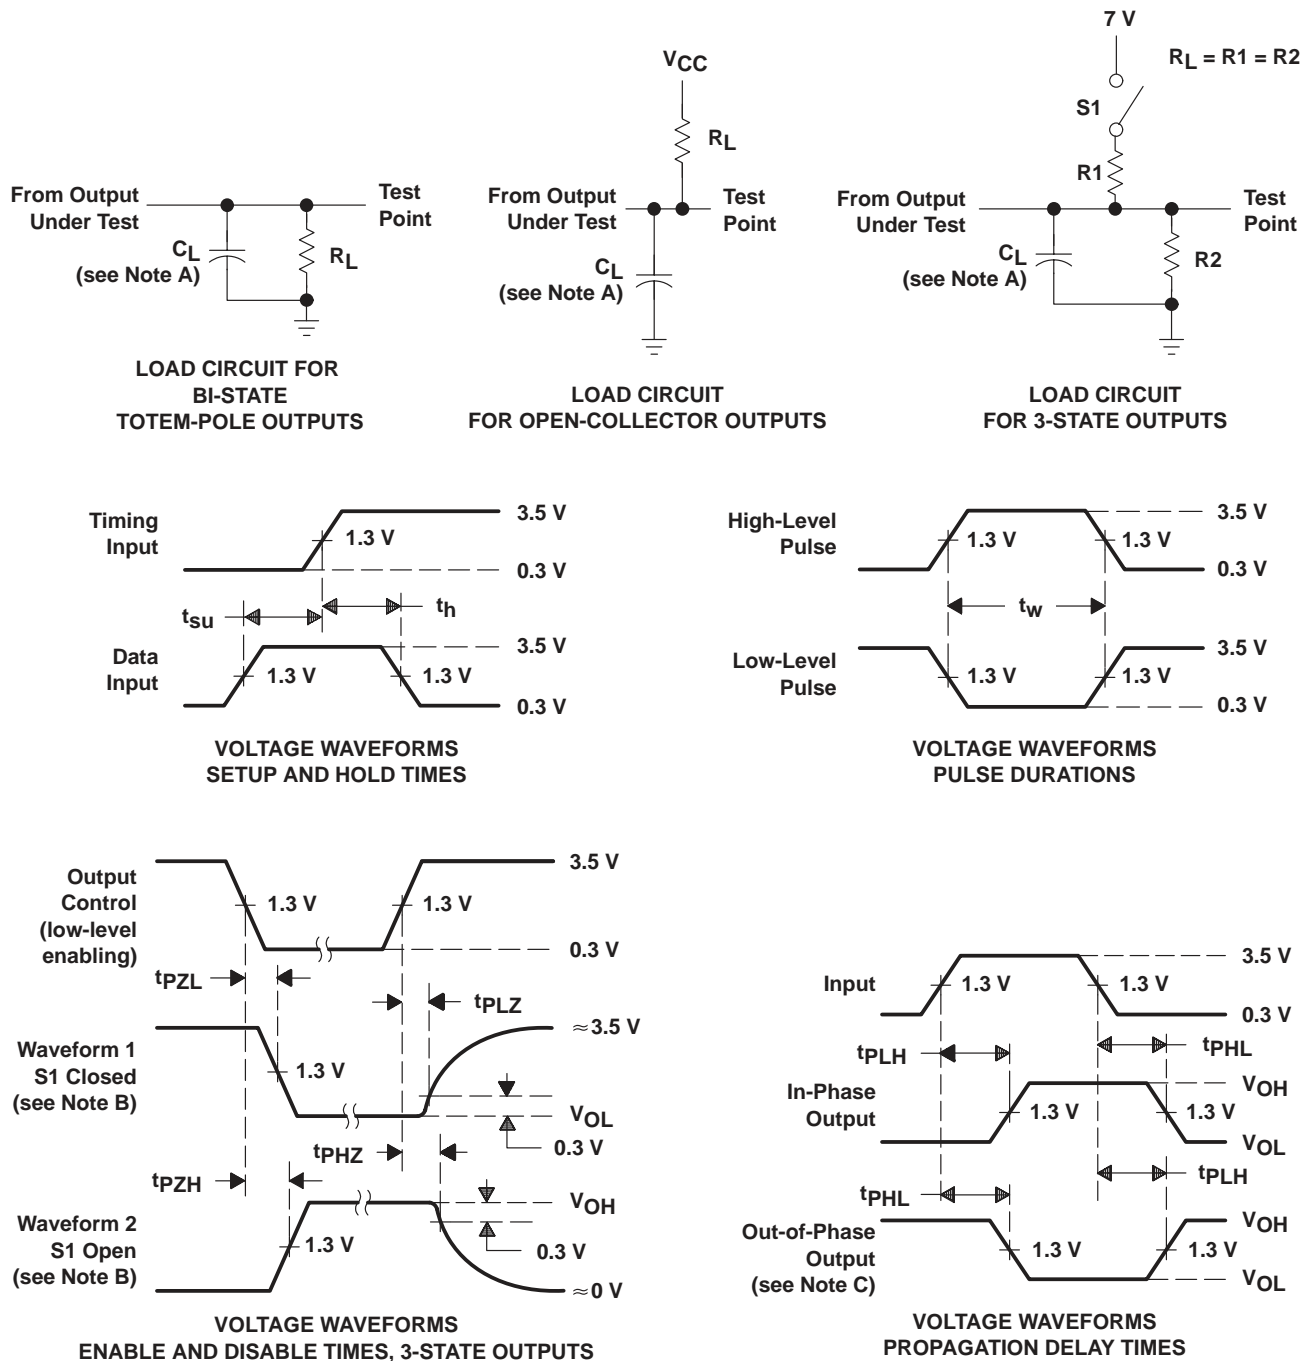 7 V
RL = R1 = R2
S1
R1
From Output
Under Test
Test
Point
CL
(see Note A)
R2
LOAD CIRCUIT
FOR 3-STATE OUTPUTS
VCC
RL
From Output
Under Test
Test
Point
CL
(see Note A)
LOAD CIRCUIT
FOR OPEN-COLLECTOR OUTPUTS
From Output
Under Test
Test
Point
CL
(see Note A)
RL
LOAD CIRCUIT FOR
BI-STATE
TOTEM-POLE OUTPUTS
Timing
Input
1.3 V
3.5 V
0.3 V
tsu
th
Data
Input
1.3 V
1.3 V
3.5 V
0.3 V
VOLTAGE WAVEFORMS
SETUP AND HOLD TIMES
High-Level
Pulse
1.3 V
1.3 V
3.5 V
0.3 V
tw
Low-Level
Pulse
1.3 V
1.3 V
3.5 V
0.3 V
VOLTAGE WAVEFORMS
PULSE DURATIONS
Output
Control
(low-level
enabling)
1.3 V
1.3 V
3.5 V
0.3 V
tPZL
tPLZ
Waveform 1
S1 Closed
(see Note B)
1.3 V
≈3.5 V
VOL
0.3 V
tPHZ
tPZH
Waveform 2
S1 Open
(see Note B)
1.3 V
VOH
0.3 V
≈0 V
VOLTAGE WAVEFORMS
ENABLE AND DISABLE TIMES, 3-STATE OUTPUTS
Input
1.3 V
1.3 V
3.5 V
0.3 V
tPLH
tPHL
In-Phase
Output
1.3 V
1.3 V
VOH
VOL
tPHL
tPLH
Out-of-Phase
Output
(see Note C)
1.3 V
1.3 V
VOH
VOL
VOLTAGE WAVEFORMS
PROPAGATION DELAY TIMES